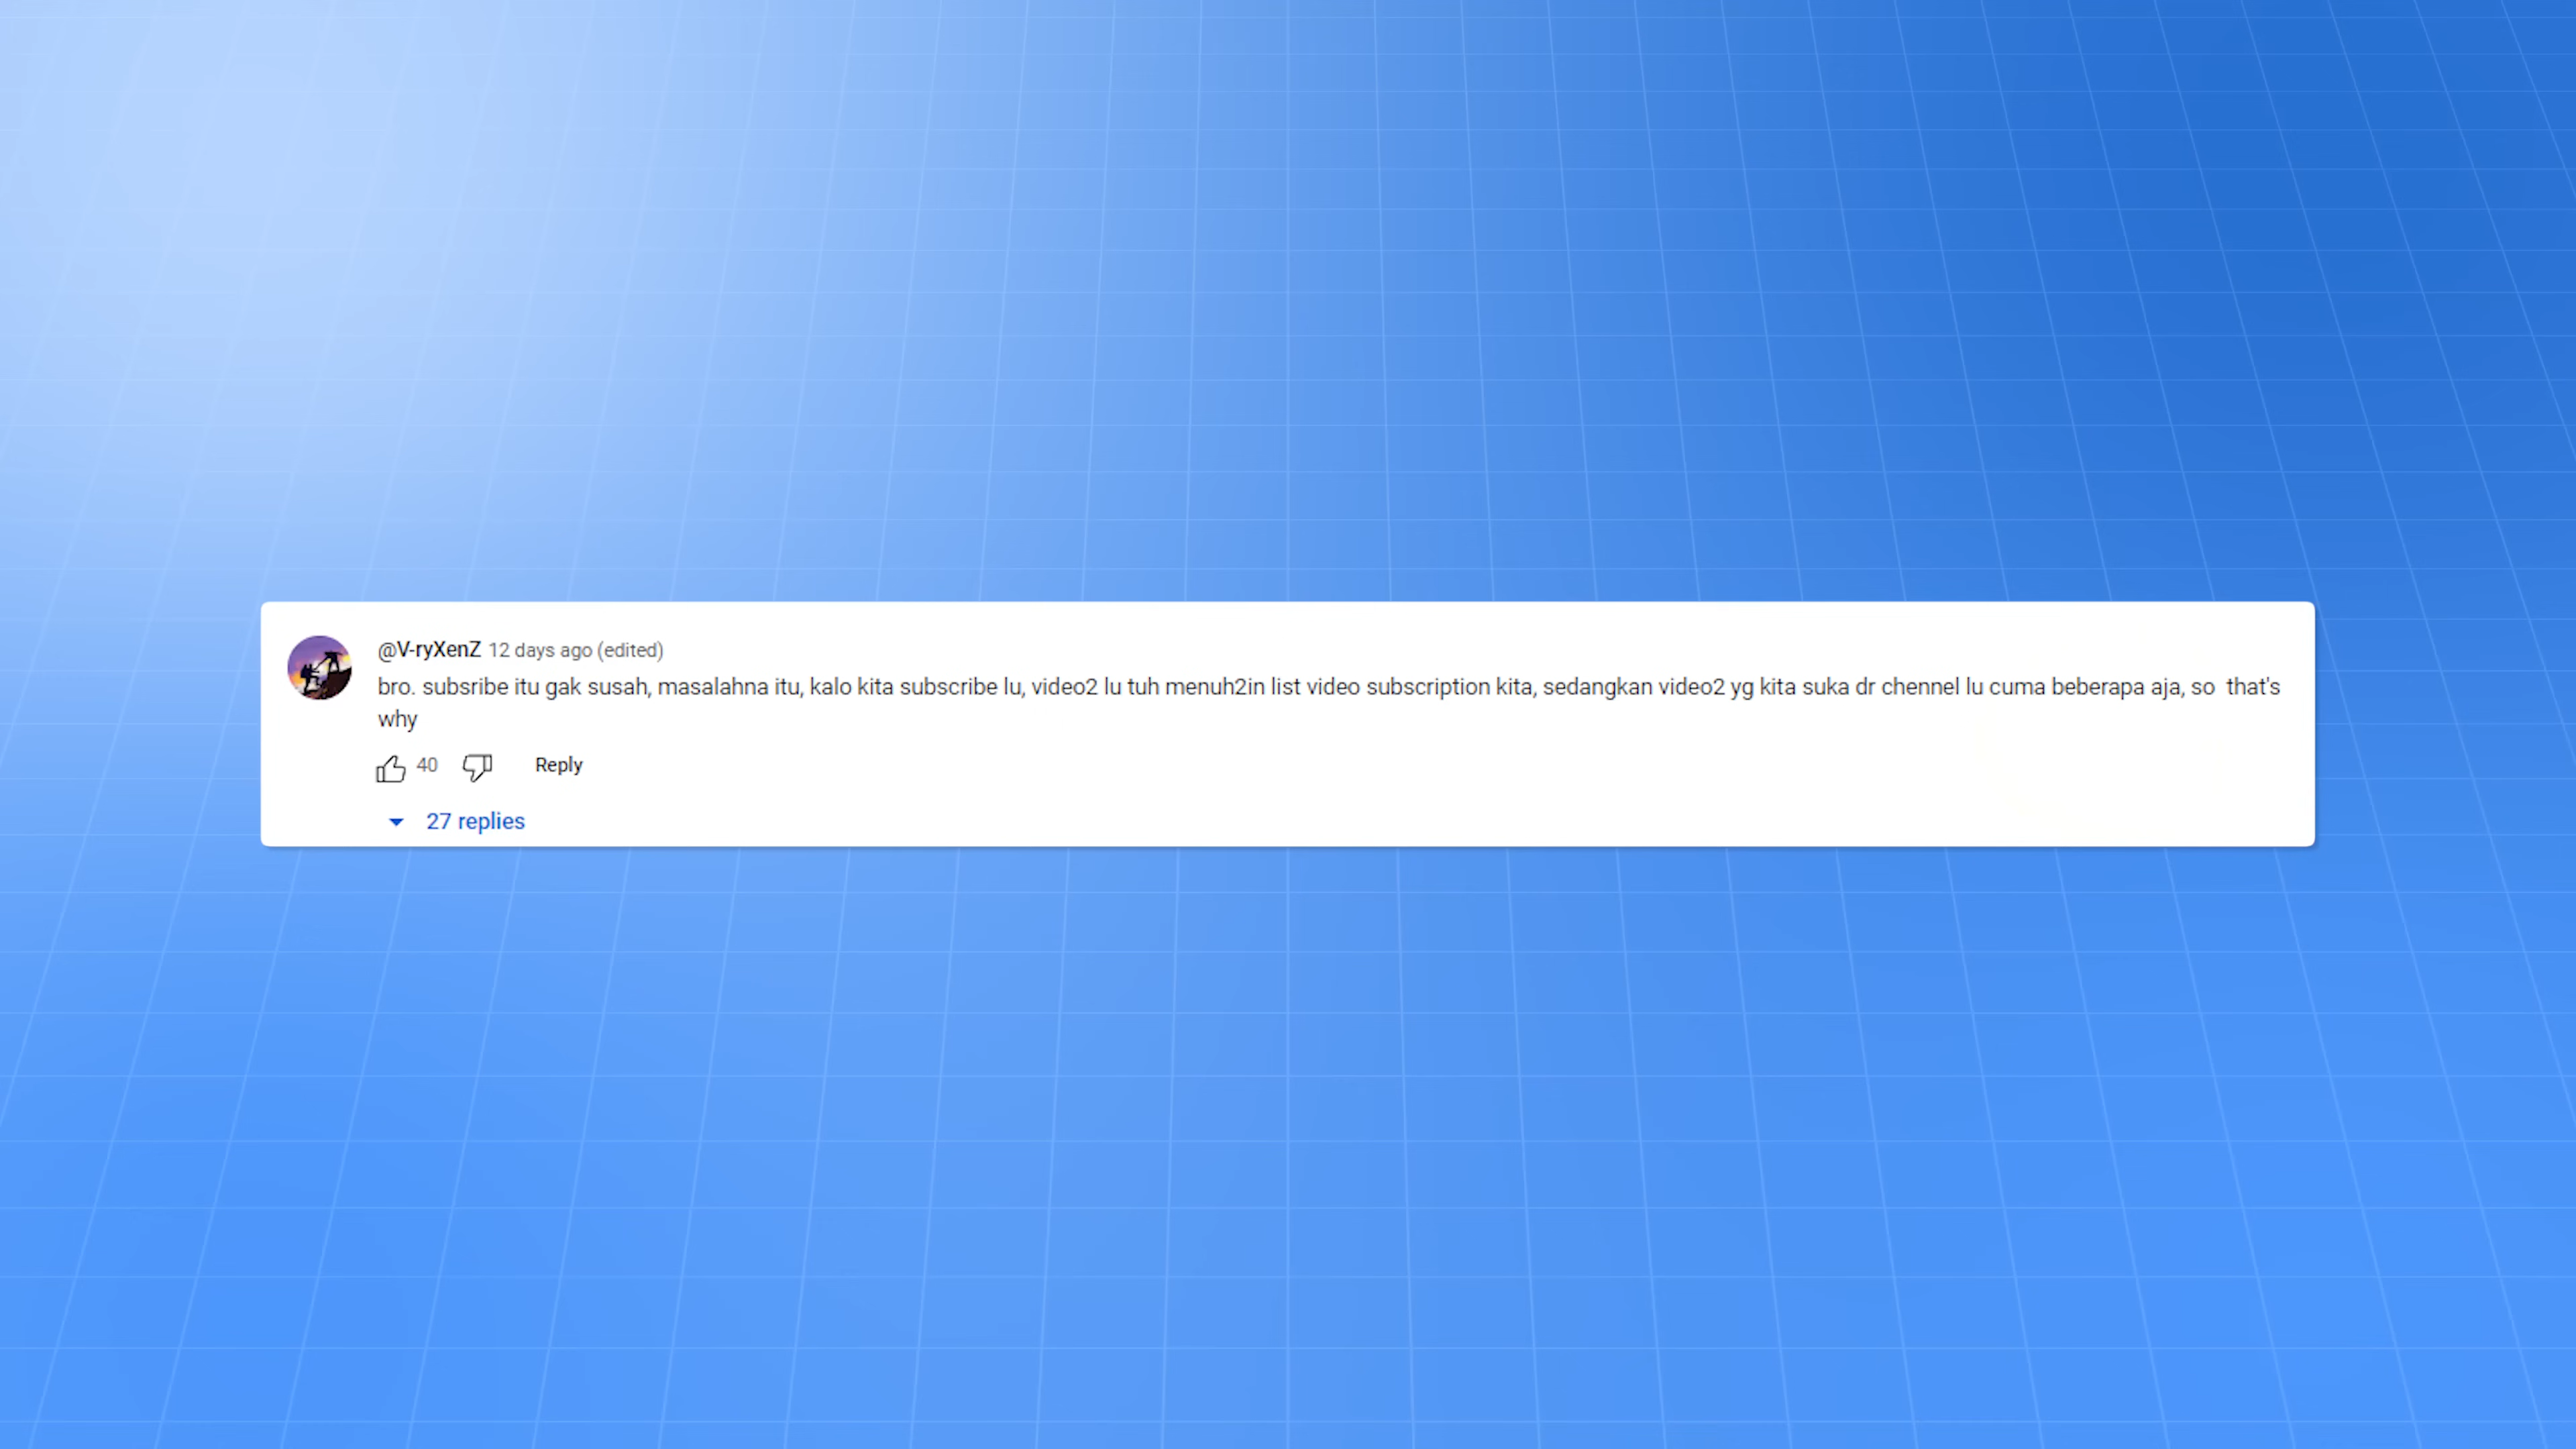 @V-ryXenZ 12 days ago (edited)
bro. subsribe itu gak susah, masalahna itu, kalo kita subscribe lu, video2 lu tuh menuh2in list video subscription kita, sedangkan video2 yg kita suka dr chennel lu cuma beberapa aja, so  that's
why
40 Reply
27 replies